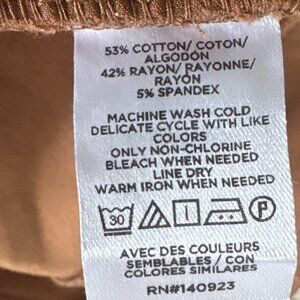 53% COTTON/ COTON/
ALGODÓN
42% RAYON/ RAYONNE/
RAYÓN
5% SPANDEX
MACHINE WASH COLD
DELICATE CYCLE WITH LIKE
COLORS
ONLY NON-CHLORINE
BLEACH WHEN NEEDED
LINE DRY
WARM IRON WHEN NEEDED
30 P
AVEC DES COULEURS
SEMBLABLES / CON
COLORES SIMILARES
RN#140923